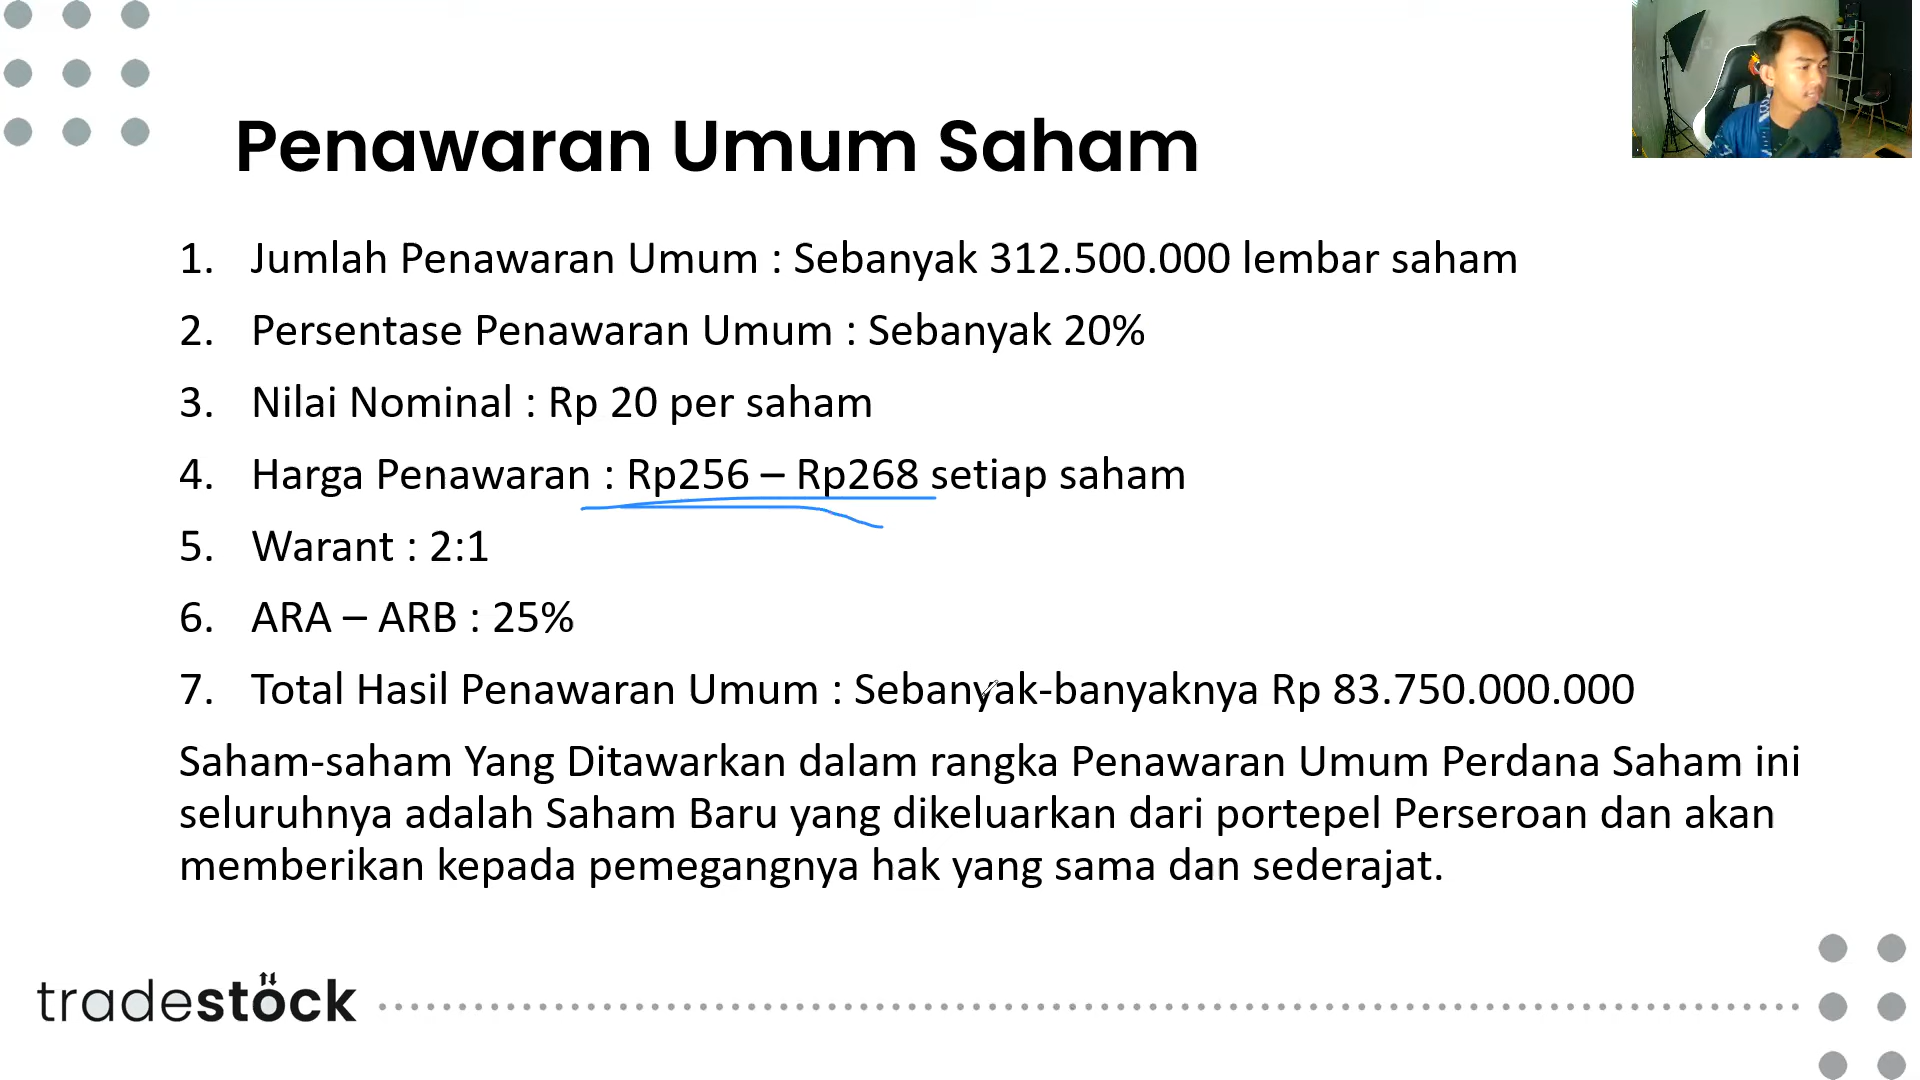 Penawaran Umum Saham
1. Jumlah Penawaran Umum : Sebanyak 312.500.000 lembar saham
2. Persentase Penawaran Umum : Sebanyak 20%
3. Nilai Nominal : Rp 20 per saham
4. Harga Penawaran : Rp256 – Rp268 setiap saham
5. Warant : 2:1
6. ARA – ARB : 25%
7. Total Hasil Penawaran Umum : Sebanyak-banyaknya Rp 83.750.000.000
Saham-saham Yang Ditawarkan dalam rangka Penawaran Umum Perdana Saham ini
seluruhnya adalah Saham Baru yang dikeluarkan dari portepel Perseroan dan akan
memberikan kepada pemegangnya hak yang sama dan sederajat.
tradestöck